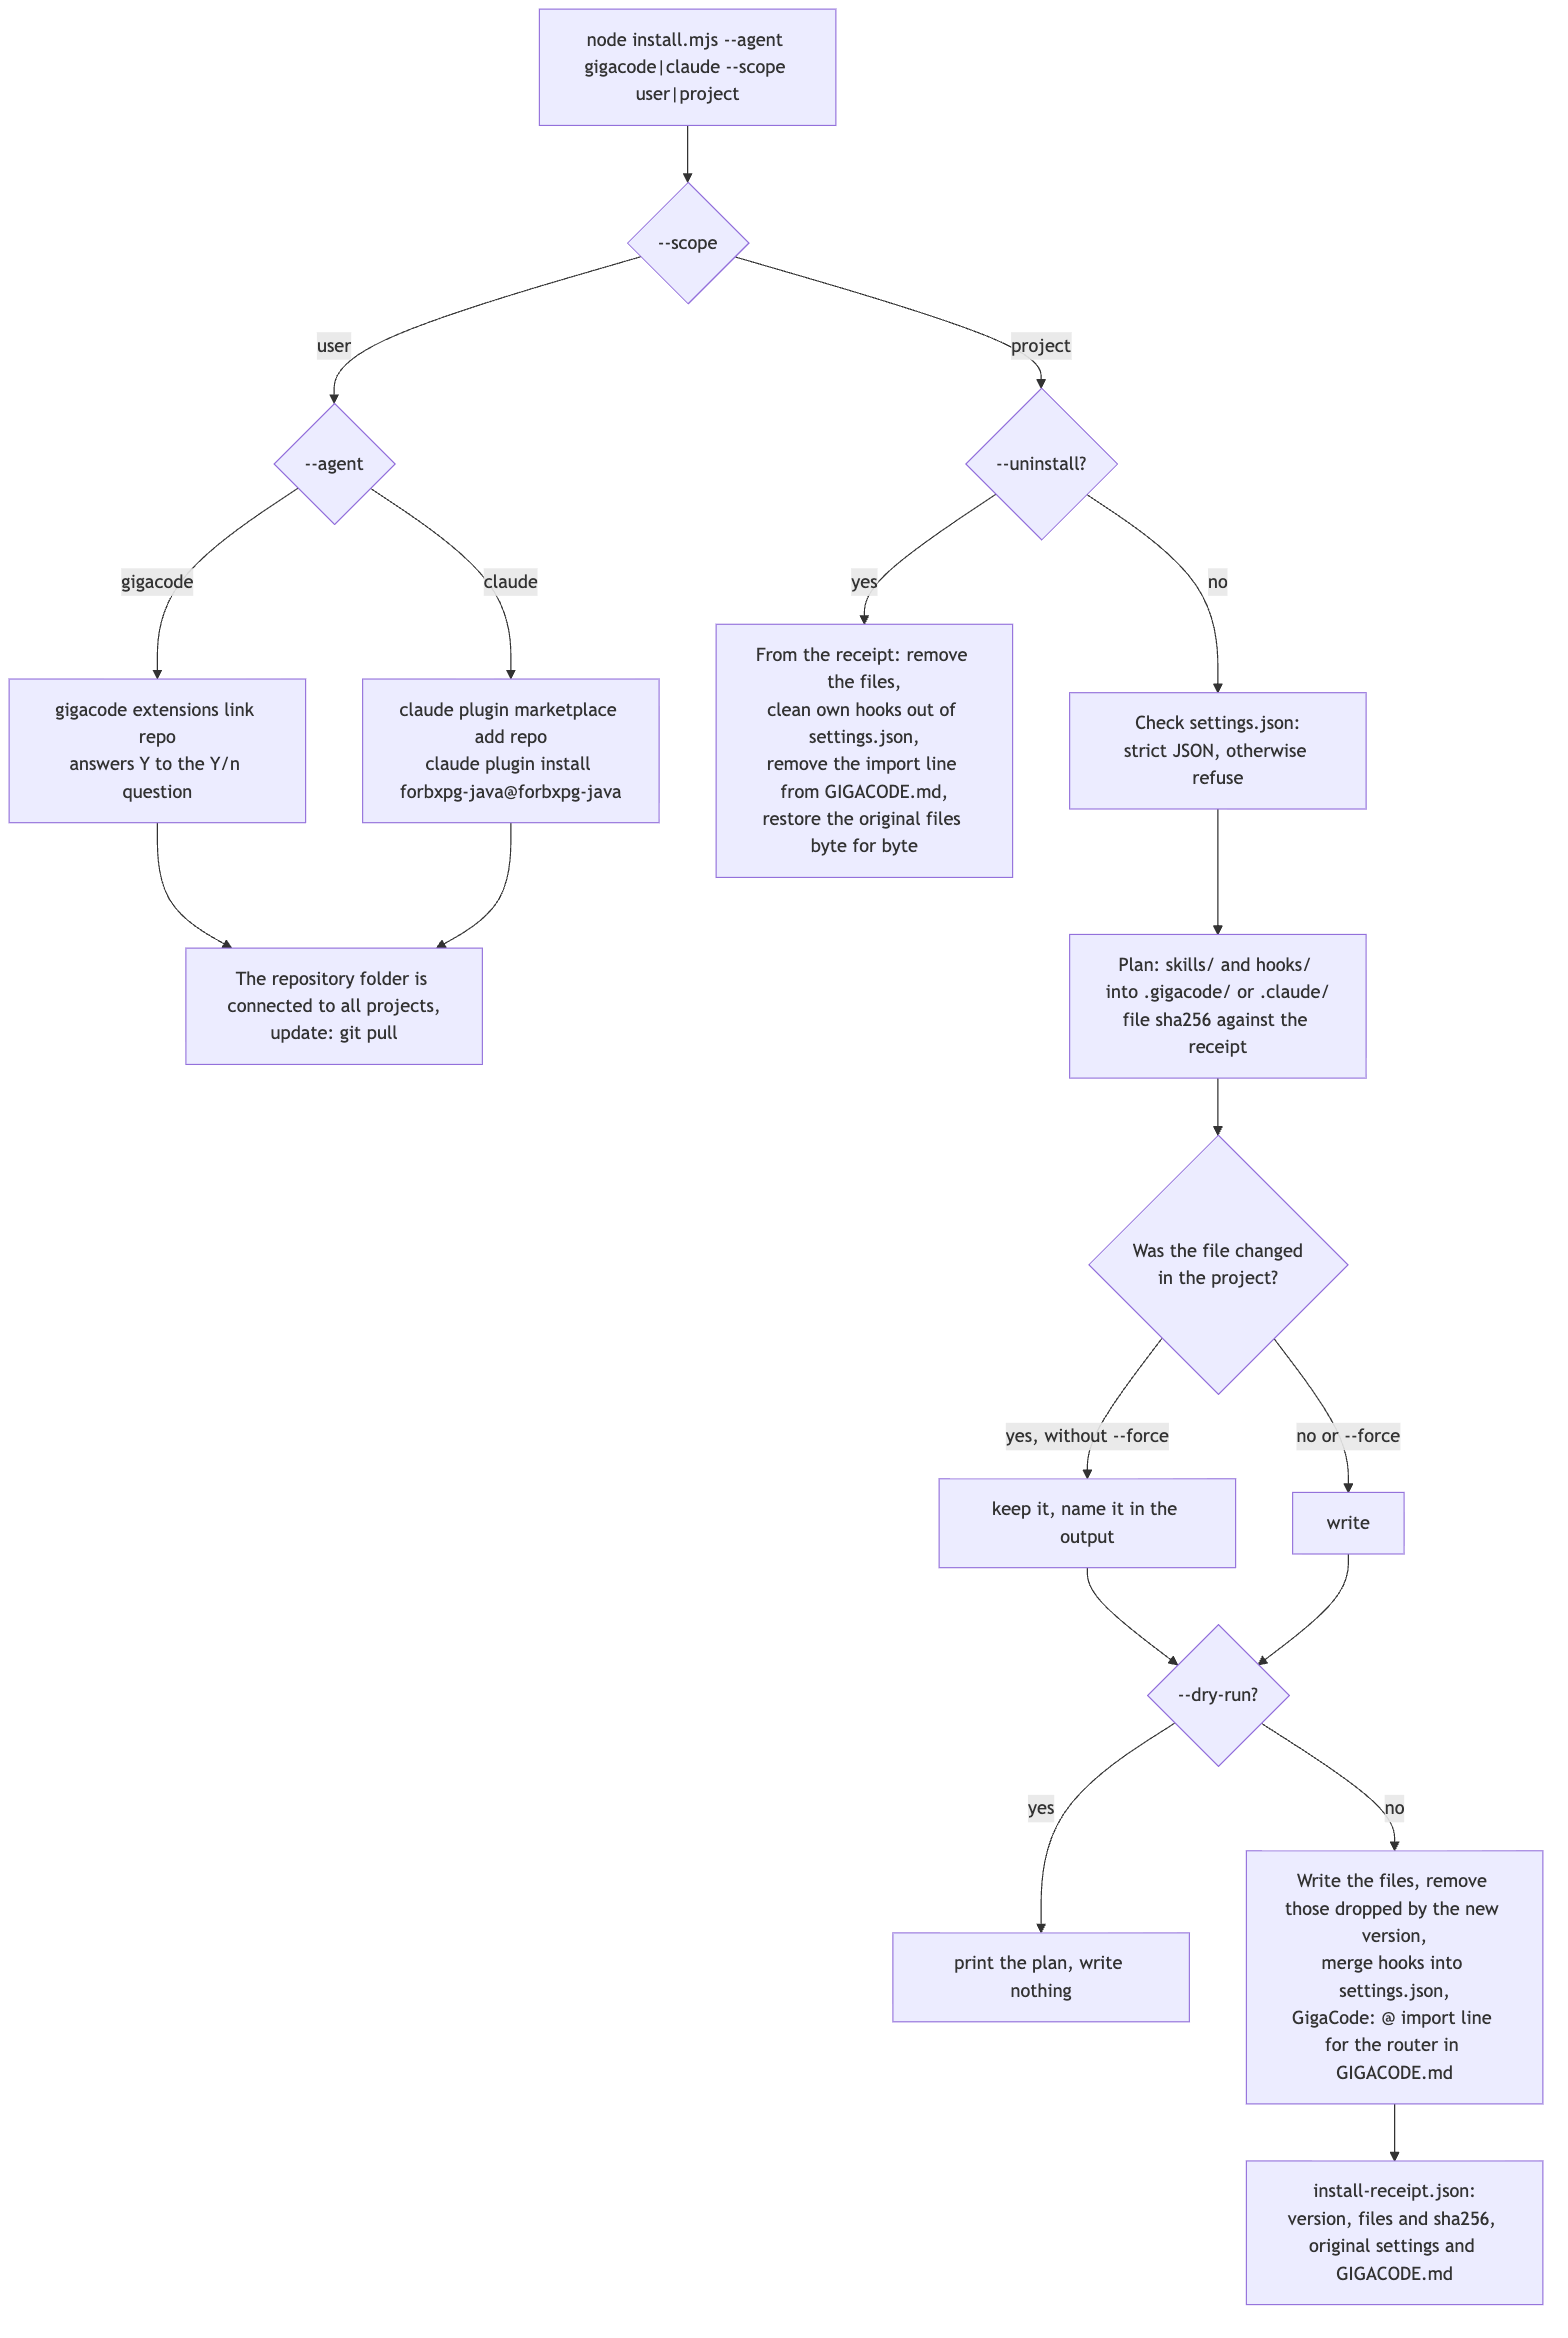 node install.mjs --agent
gigacode|claude --scope
user|project
--scope
user
project
--agent
--uninstall?
gigacode
claude
yes
no
gigacode extensions link
repo
answers Y to the Y/n
question
claude plugin marketplace
add repo
claude plugin install
forbxpg-java@forbxpg-java
From the receipt: remove
the files,
clean own hooks out of
settings.json,
remove the import line
from GIGACODE.md,
restore the original files
byte for byte
Check settings.json:
strict JSON, otherwise
refuse
The repository folder is
connected to all projects,
update: git pull
Plan: skills/ and hooks/
into .gigacode/ or .claude/
file sha256 against the
receipt
Was the file changed
in the project?
yes, without --force
no or --force
keep it, name it in the
output
write
--dry-run?
yes
no
print the plan, write
nothing
Write the files, remove
those dropped by the new
version,
merge hooks into
settings.json,
GigaCode: @ import line
for the router in
GIGACODE.md
install-receipt.json:
version, files and sha256,
original settings and
GIGACODE.md